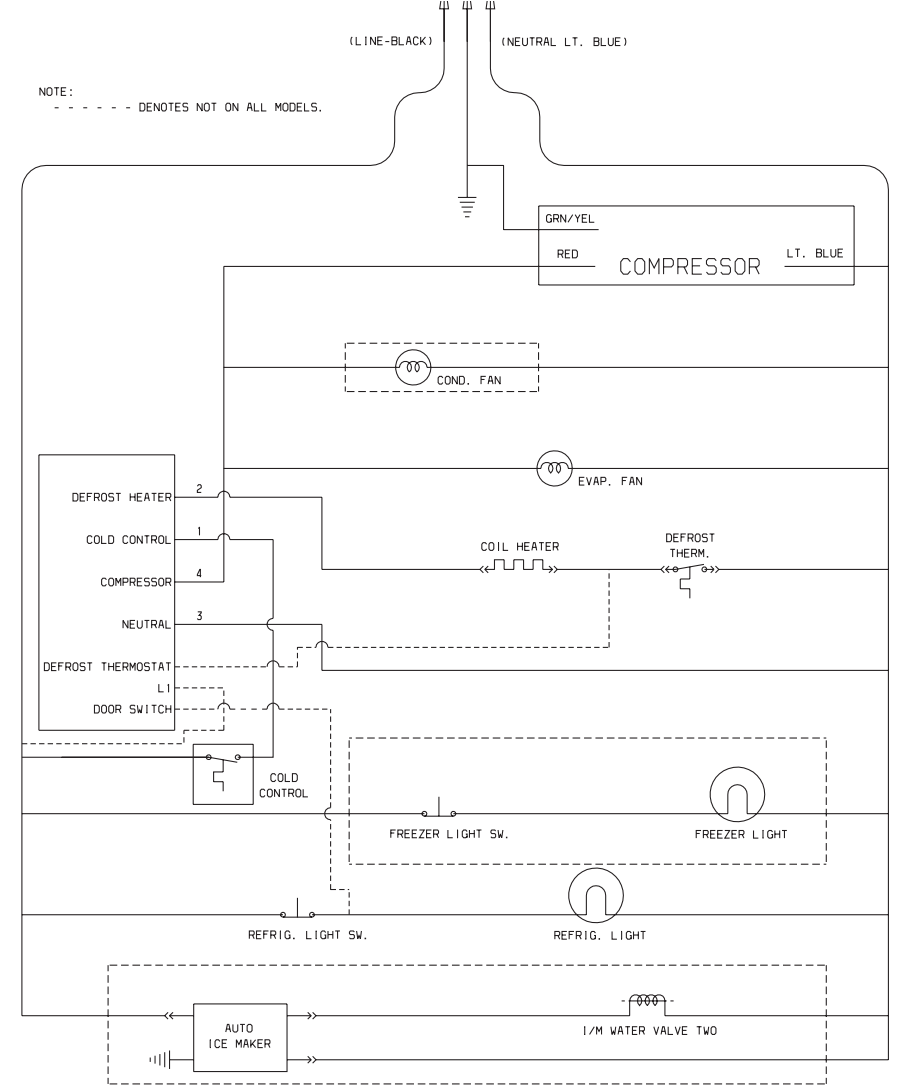 (LINE-BLACK)
(NEUTRAL LT. BLUE)
NOTE:
- - - - - - DENOTES NOT ON ALL MODELS.
GRN/YEL
RED
COMPRESSOR
LT. BLUE
COND. FAN
EVAP. FAN
DEFROST HEATER
2
COLD CONTROL
1
COMPRESSOR
4
NEUTRAL
3
DEFROST THERMOSTAT
L1
DOOR SWITCH
COIL HEATER
DEFROST
THERM.
COLD
CONTROL
FREEZER LIGHT SW.
FREEZER LIGHT
REFRIG. LIGHT SW.
REFRIG. LIGHT
AUTO
ICE MAKER
I/M WATER VALVE TWO